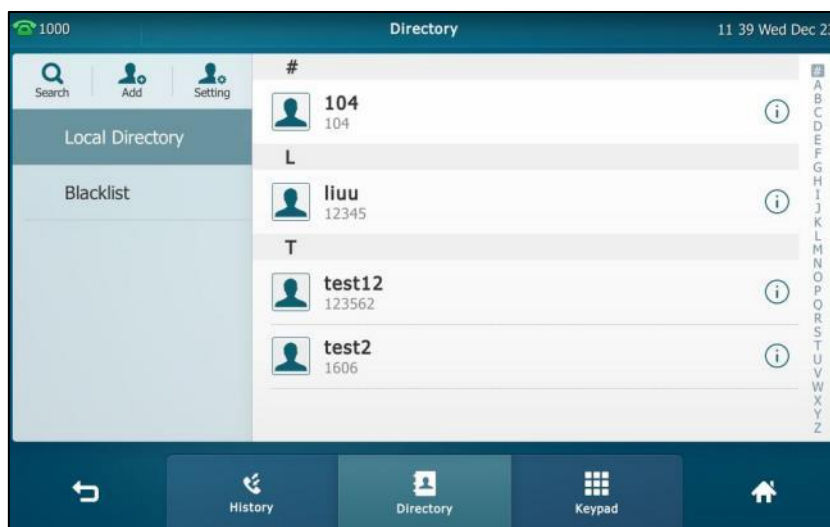 1000
Directory
11 39 Wed Dec 2
Search Add Setting
Local Directory
Blacklist
#
104
104
L
liuu
12345
T
test12
123562
test2
1606
#
A
B
C
D
E
F
G
H
I
J
K
L
M
N
O
P
Q
R
S
T
U
V
W
X
Y
Z
History
Directory
Keypad